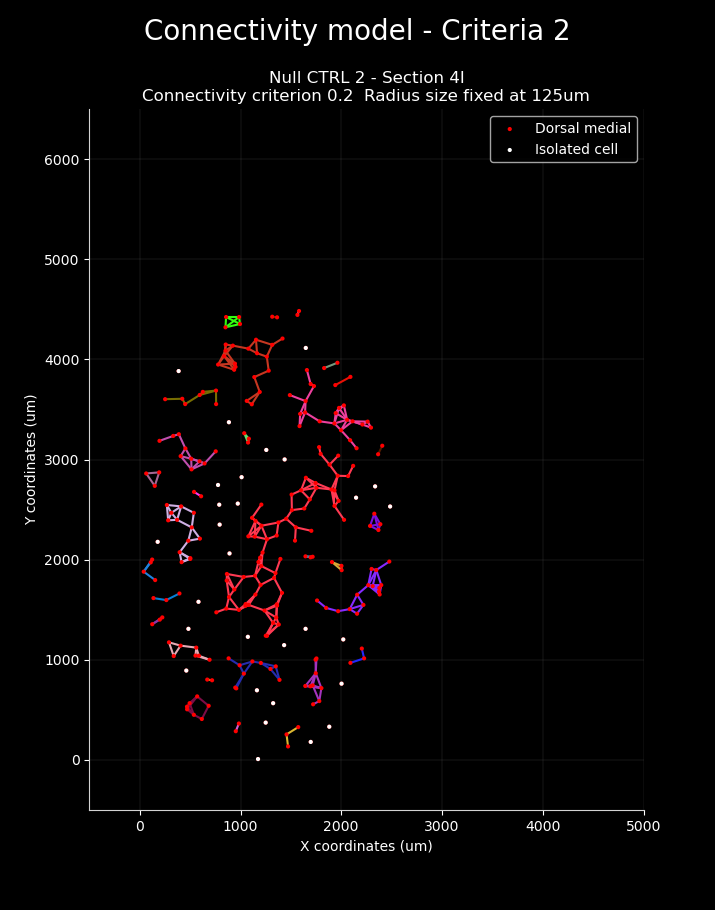 Connectivity model - Criteria 2
Null CTRL 2 - Section 4l
Connectivity criterion 0.2  Radius size fixed at 125um
Dorsal medial
Isolated cell
6000
5000
4000
3000
2000
1000
0
Y coordinates (um)
0 1000 2000 3000 4000 5000
X coordinates (um)